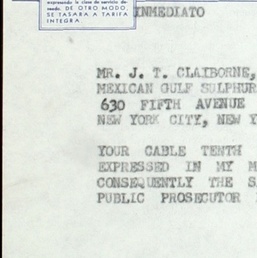 expresando la clase de servicio de-
seado. DE OTRO MODO,
SE TASARA A TARIFA
INTEGRA
INMEDIATO
MR. J. T. CLAIBORNE,
MEXICAN GULF SULPHUR
630 FIFTH AVENUE
NEW YORK CITY, NEW Y
YOUR CABLE TENTH
EXPRESSED IN MY M
CONSEQUENTLY THE S
PUBLIC PROSECUTOR